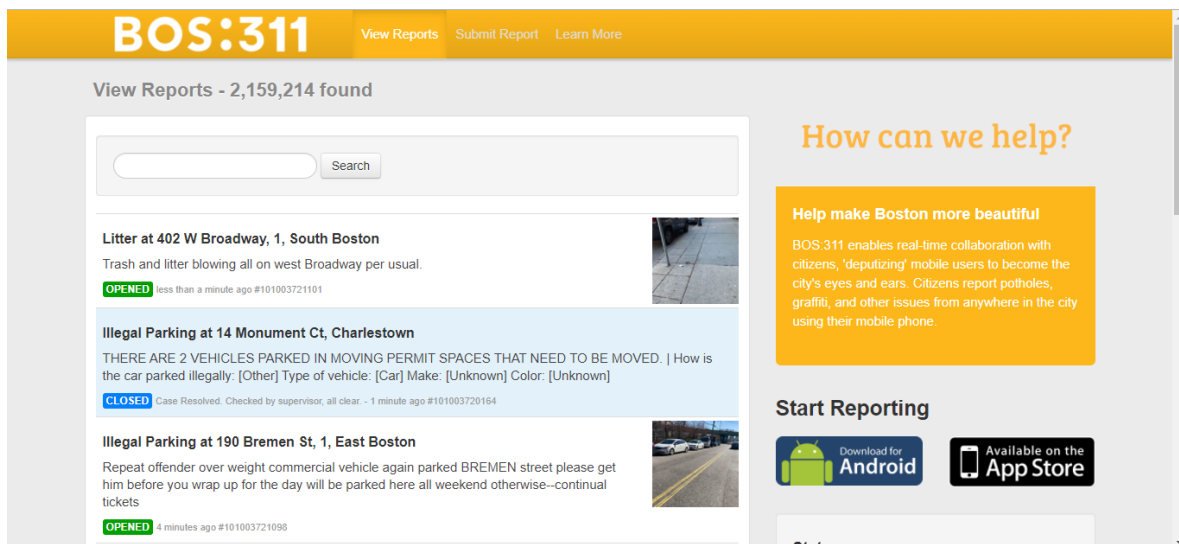 BOS:311
View Reports Submit Report Learn More
View Reports - 2,159,214 found
Search
Litter at 402 W Broadway, 1, South Boston
Trash and litter blowing all on west Broadway per usual.
OPENED less than a minute ago #101003721101
Illegal Parking at 14 Monument Ct, Charlestown
THERE ARE 2 VEHICLES PARKED IN MOVING PERMIT SPACES THAT NEED TO BE MOVED. | How is
the car parked illegally: [Other] Type of vehicle: [Car] Make: [Unknown] Color: [Unknown]
CLOSED Case Resolved. Checked by supervisor, all clear. - 1 minute ago #101003720164
Illegal Parking at 190 Bremen St, 1, East Boston
Repeat offender over weight commercial vehicle again parked BREMEN street please get
him before you wrap up for the day will be parked here all weekend otherwise--continual
tickets
OPENED 4 minutes ago #101003721098
How can we help?
Help make Boston more beautiful
BOS:311 enables real-time collaboration with
citizens, 'deputizing' mobile users to become the
city's eyes and ears. Citizens report potholes,
graffiti, and other issues from anywhere in the city
using their mobile phone.
Start Reporting
Download for
Android
Available on the
App Store